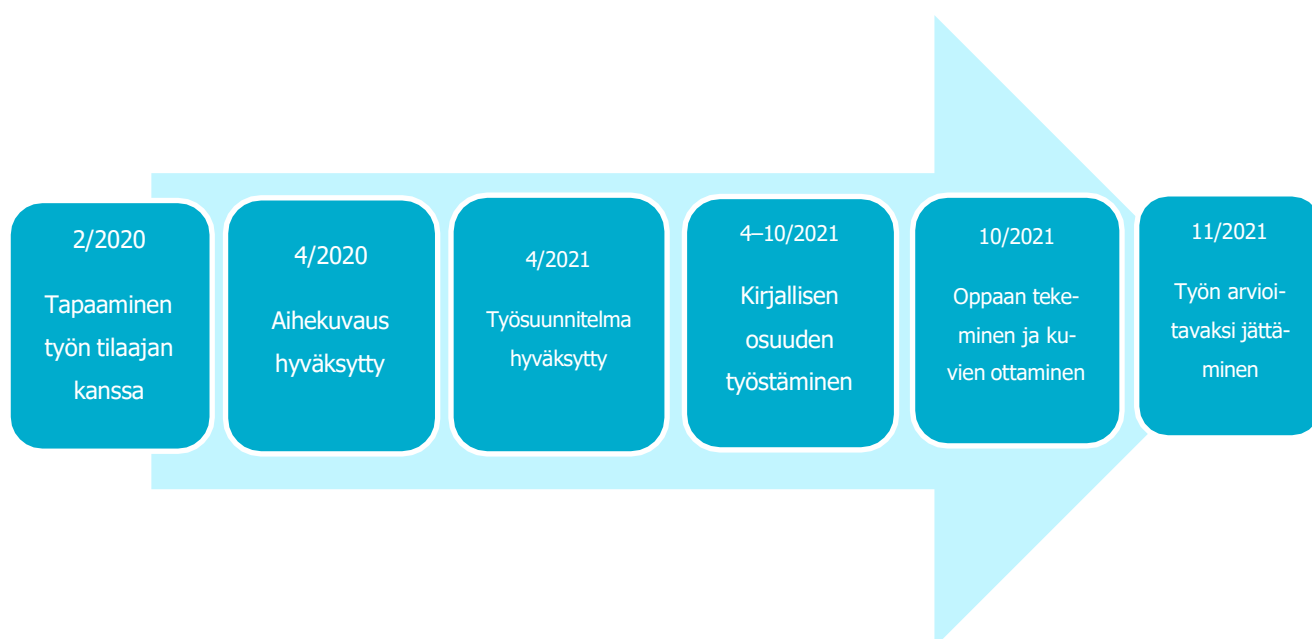 2/2020
Tapaaminen
työn tilaajan
kanssa
4/2020
Aihekuvaus
hyväksytty
4/2021
Työsuunnitelma
hyväksytty
4–10/2021
Kirjallisen
osuuden
työstäminen
10/2021
Oppaan teke-
minen ja ku-
vien ottaminen
11/2021
Työn arvioi-
tavaksi jättä-
minen